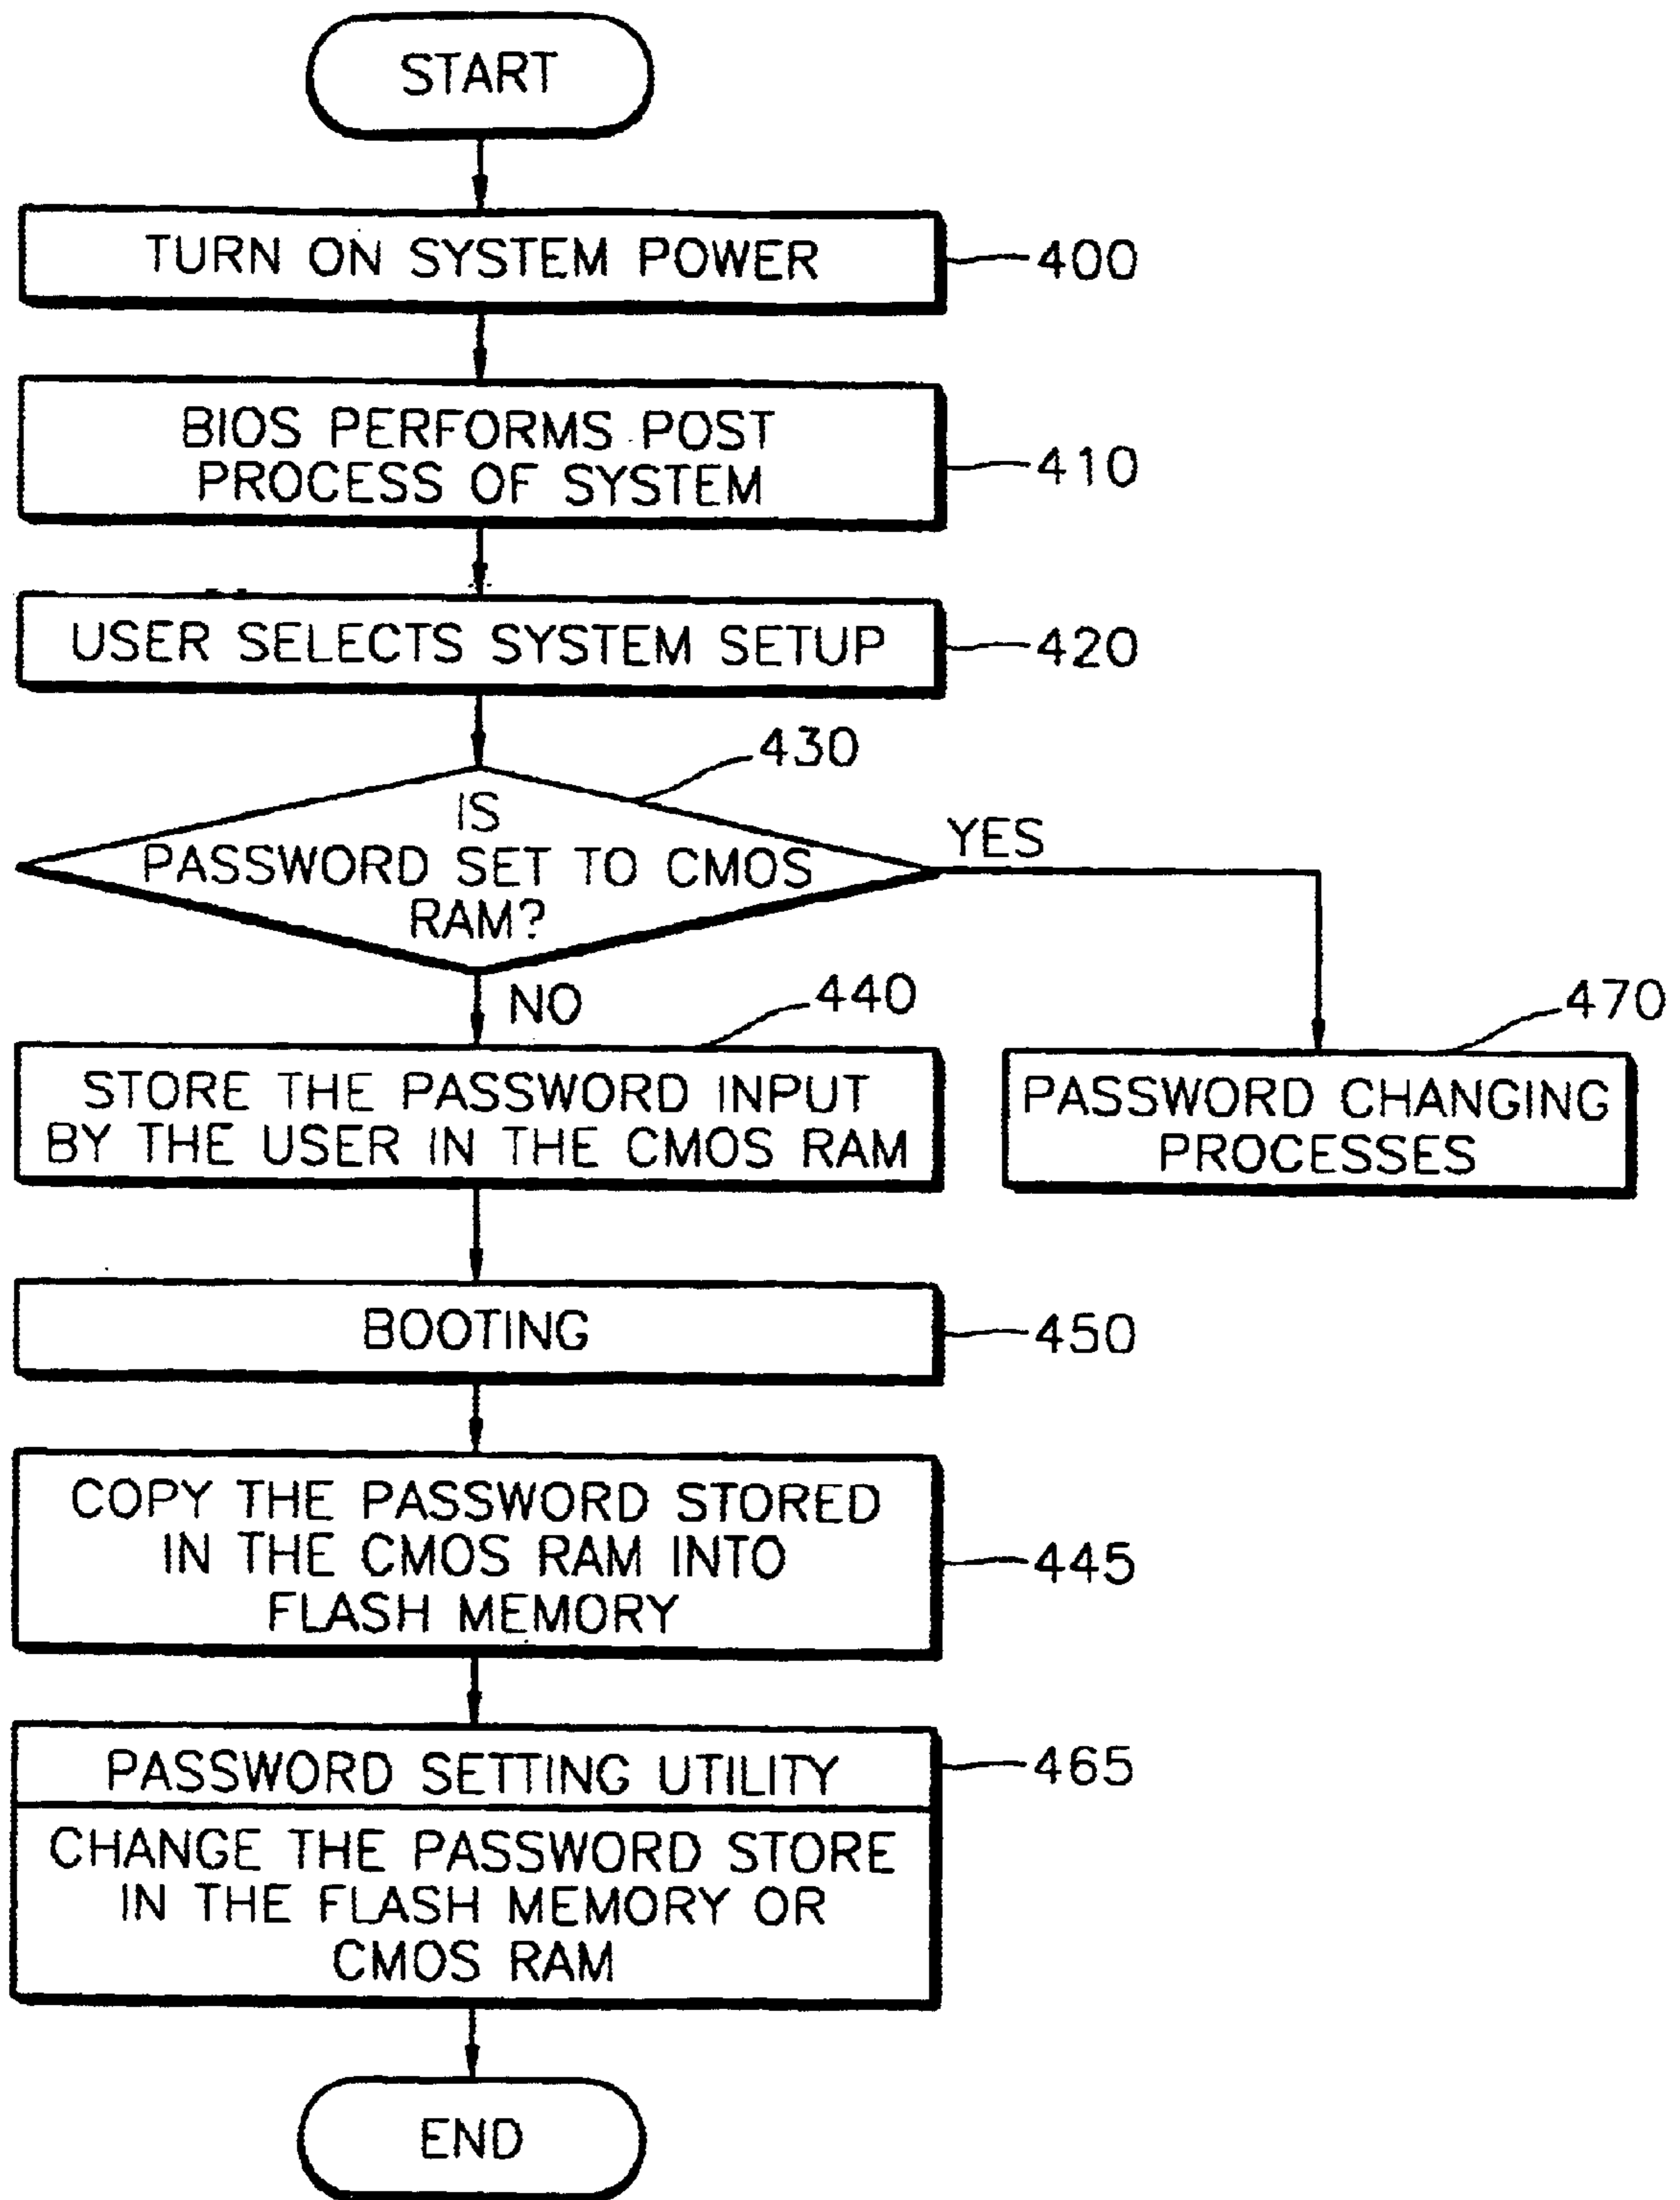 START
TURN ON SYSTEM POWER
400
BIOS PERFORMS POST
PROCESS OF SYSTEM
410
USER SELECTS SYSTEM SETUP
420
430
IS
PASSWORD SET TO CMOS
RAM?
YES
NO
440
470
STORE THE PASSWORD INPUT
BY THE USER IN THE CMOS RAM
PASSWORD CHANGING
PROCESSES
BOOTING
450
COPY THE PASSWORD STORED
IN THE CMOS RAM INTO
FLASH MEMORY
445
PASSWORD SETTING UTILITY
465
CHANGE THE PASSWORD STORE
IN THE FLASH MEMORY OR
CMOS RAM
END